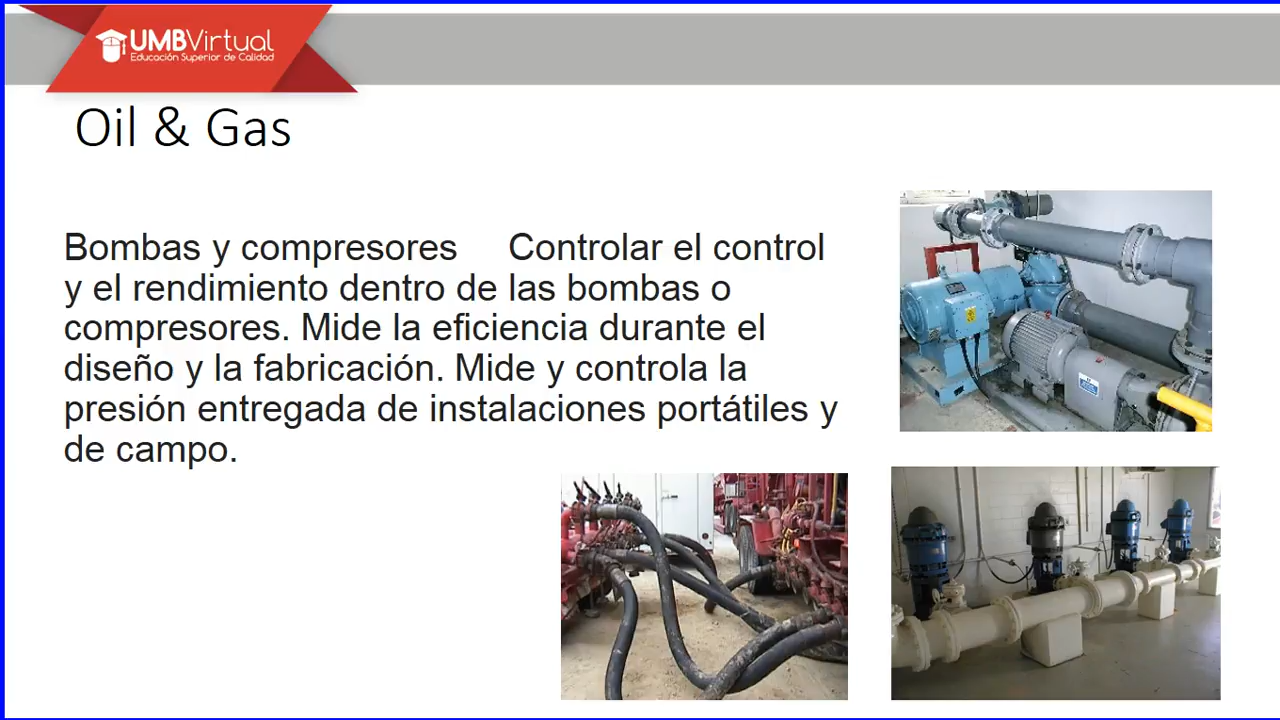 UMBVirtual
Educación Superior de Calidad
Oil & Gas
Bombas y compresores Controlar el control
y el rendimiento dentro de las bombas o
compresores. Mide la eficiencia durante el
diseño y la fabricación. Mide y controla la
presión entregada de instalaciones portátiles y
de campo.